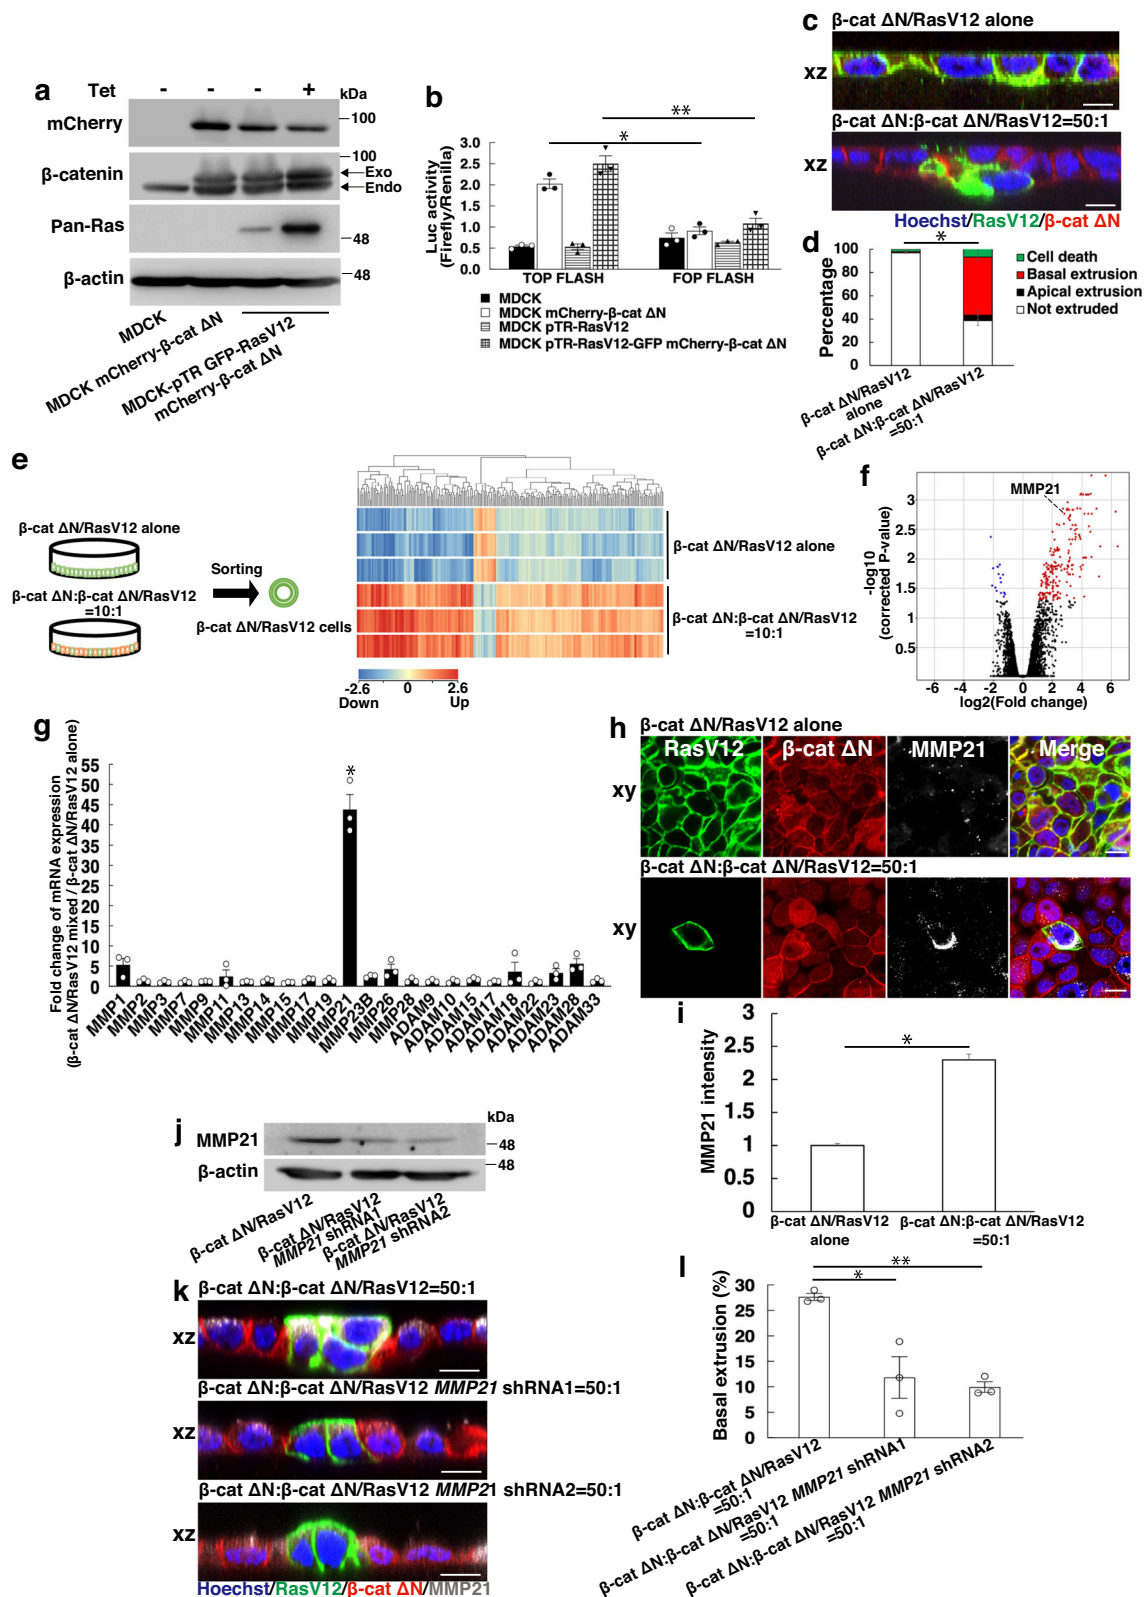 a
Tet - - - + kDa
mCherry
100
100
β-catenin
Exo
Endo
Pan-Ras
48
β-actin
48
MDCK
MDCK mCherry-β-cat ΔN
MDCK-pTR GFP-RasV12
mCherry-β-cat ΔN
b
Luc activity
(Firefly/Renilla)
3.0
2.5
2.0
1.5
1.0
0.5
0.0
*
**
TOP FLASH FOP FLASH
MDCK
MDCK mCherry-β-cat ΔN
MDCK pTR-RasV12
MDCK pTR-RasV12-GFP mCherry-β-cat ΔN
c
β-cat ΔN/RasV12 alone
xz
β-cat ΔN:β-cat ΔN/RasV12=50:1
xz
Hoechst/RasV12/β-cat ΔN
d
Percentage
100
80
60
40
20
0
*
Cell death
Basal extrusion
Apical extrusion
Not extruded
β-cat ΔN/RasV12
alone
β-cat ΔN:β-cat ΔN/RasV12
=50:1
e
β-cat ΔN/RasV12 alone
β-cat ΔN:β-cat ΔN/RasV12
=10:1
Sorting
β-cat ΔN/RasV12 cells
β-cat ΔN/RasV12 alone
β-cat ΔN:β-cat ΔN/RasV12
=10:1
-2.6 0 2.6
Down Up
f
MMP21
-log10
(corrected P-value)
3
2.5
2
1.5
1
0.5
-6 -4 -2 0 2 4 6
log2(Fold change)
g
Fold change of mRNA expression
(β-cat ΔN/RasV12 mixed / β-cat ΔN/RasV12 alone)
55
50
45
40
35
30
25
20
15
10
5
0
*
MMP1
MMP2
MMP3
MMP7
MMP9
MMP11
MMP13
MMP14
MMP15
MMP17
MMP19
MMP21
MMP23B
MMP26
MMP28
ADAM9
ADAM10
ADAM15
ADAM17
ADAM18
ADAM22
ADAM23
ADAM28
ADAM33
h
β-cat ΔN/RasV12 alone
RasV12 β-cat ΔN MMP21 Merge
xy
β-cat ΔN:β-cat ΔN/RasV12=50:1
xy
i
MMP21 intensity
3
2.5
2
1.5
1
0.5
0
*
β-cat ΔN/RasV12
alone
β-cat ΔN:β-cat ΔN/RasV12
=50:1
j
kDa
MMP21
48
β-actin
48
β-cat ΔN/RasV12
β-cat ΔN/RasV12
MMP21 shRNA1
β-cat ΔN/RasV12
MMP21 shRNA2
k
β-cat ΔN:β-cat ΔN/RasV12=50:1
xz
β-cat ΔN:β-cat ΔN/RasV12 MMP21 shRNA1=50:1
xz
β-cat ΔN:β-cat ΔN/RasV12 MMP21 shRNA2=50:1
xz
Hoechst/RasV12/β-cat ΔN/MMP21
l
Basal extrusion (%)
30
25
20
15
10
5
0
*
**
β-cat ΔN:β-cat ΔN/RasV12
=50:1
β-cat ΔN:β-cat ΔN/RasV12 MMP21 shRNA1
=50:1
β-cat ΔN:β-cat ΔN/RasV12 MMP21 shRNA2
=50:1